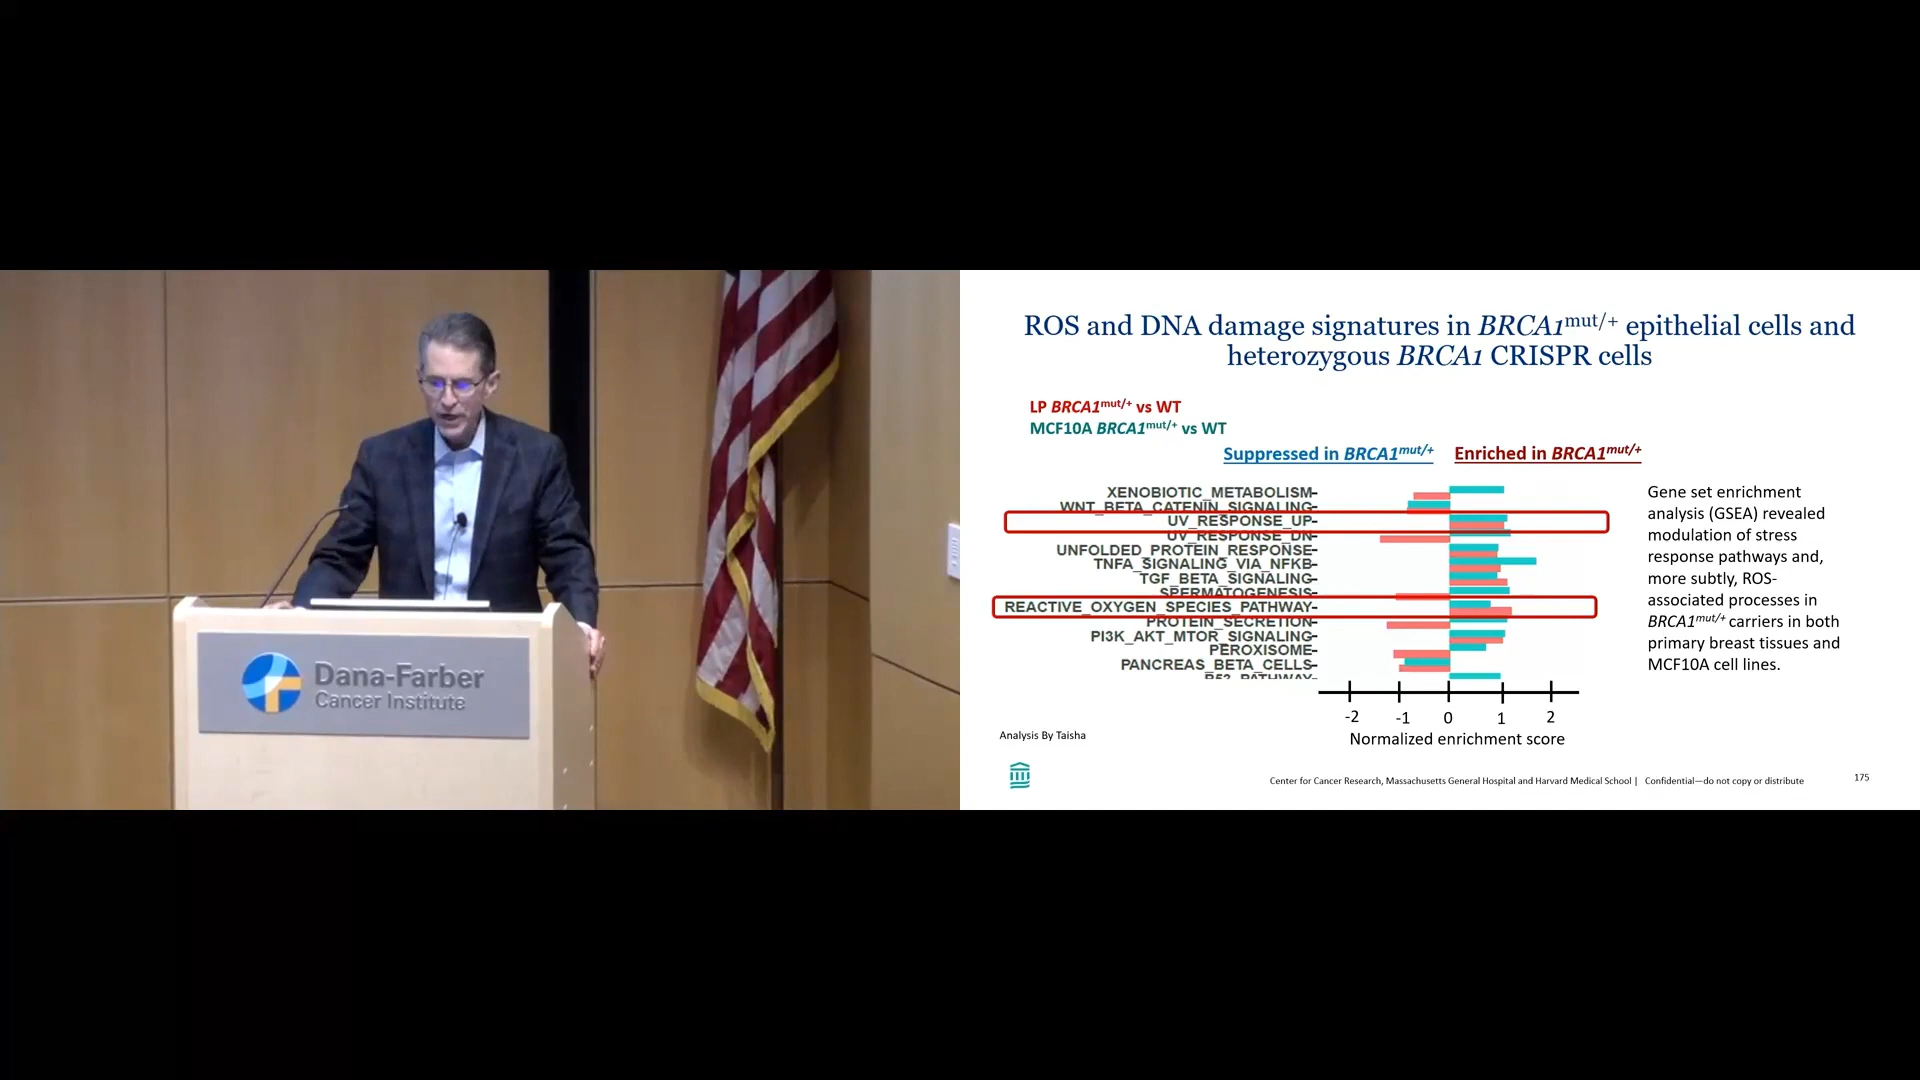 Dana-Farber
Cancer Institute
ROS and DNA damage signatures in BRCA1mut/+ epithelial cells and
heterozygous BRCA1 CRISPR cells
LP BRCA1mut/+ vs WT
MCF10A BRCA1mut/+ vs WT
Suppressed in BRCA1mut/+ Enriched in BRCA1mut/+
XENOBIOTIC_METABOLISM
WNT_BETA_CATENIN_SIGNALING
UV_RESPONSE_UP
UV_RESPONSE_DN
UNFOLDED_PROTEIN_RESPONSE
TNFA_SIGNALING_VIA_NFKB
TGF_BETA_SIGNALING
SPERMATOGENESIS
REACTIVE_OXYGEN_SPECIES_PATHWAY
PROTEIN_SECRETION
PI3K_AKT_MTOR_SIGNALING
PEROXISOME
PANCREAS_BETA_CELLS
P53_PATHWAY
-2 -1 0 1 2
Normalized enrichment score
Gene set enrichment
analysis (GSEA) revealed
modulation of stress
response pathways and,
more subtly, ROS-
associated processes in
BRCA1mut/+ carriers in both
primary breast tissues and
MCF10A cell lines.
Analysis By Taisha
Center for Cancer Research, Massachusetts General Hospital and Harvard Medical School | Confidential—do not copy or distribute
175